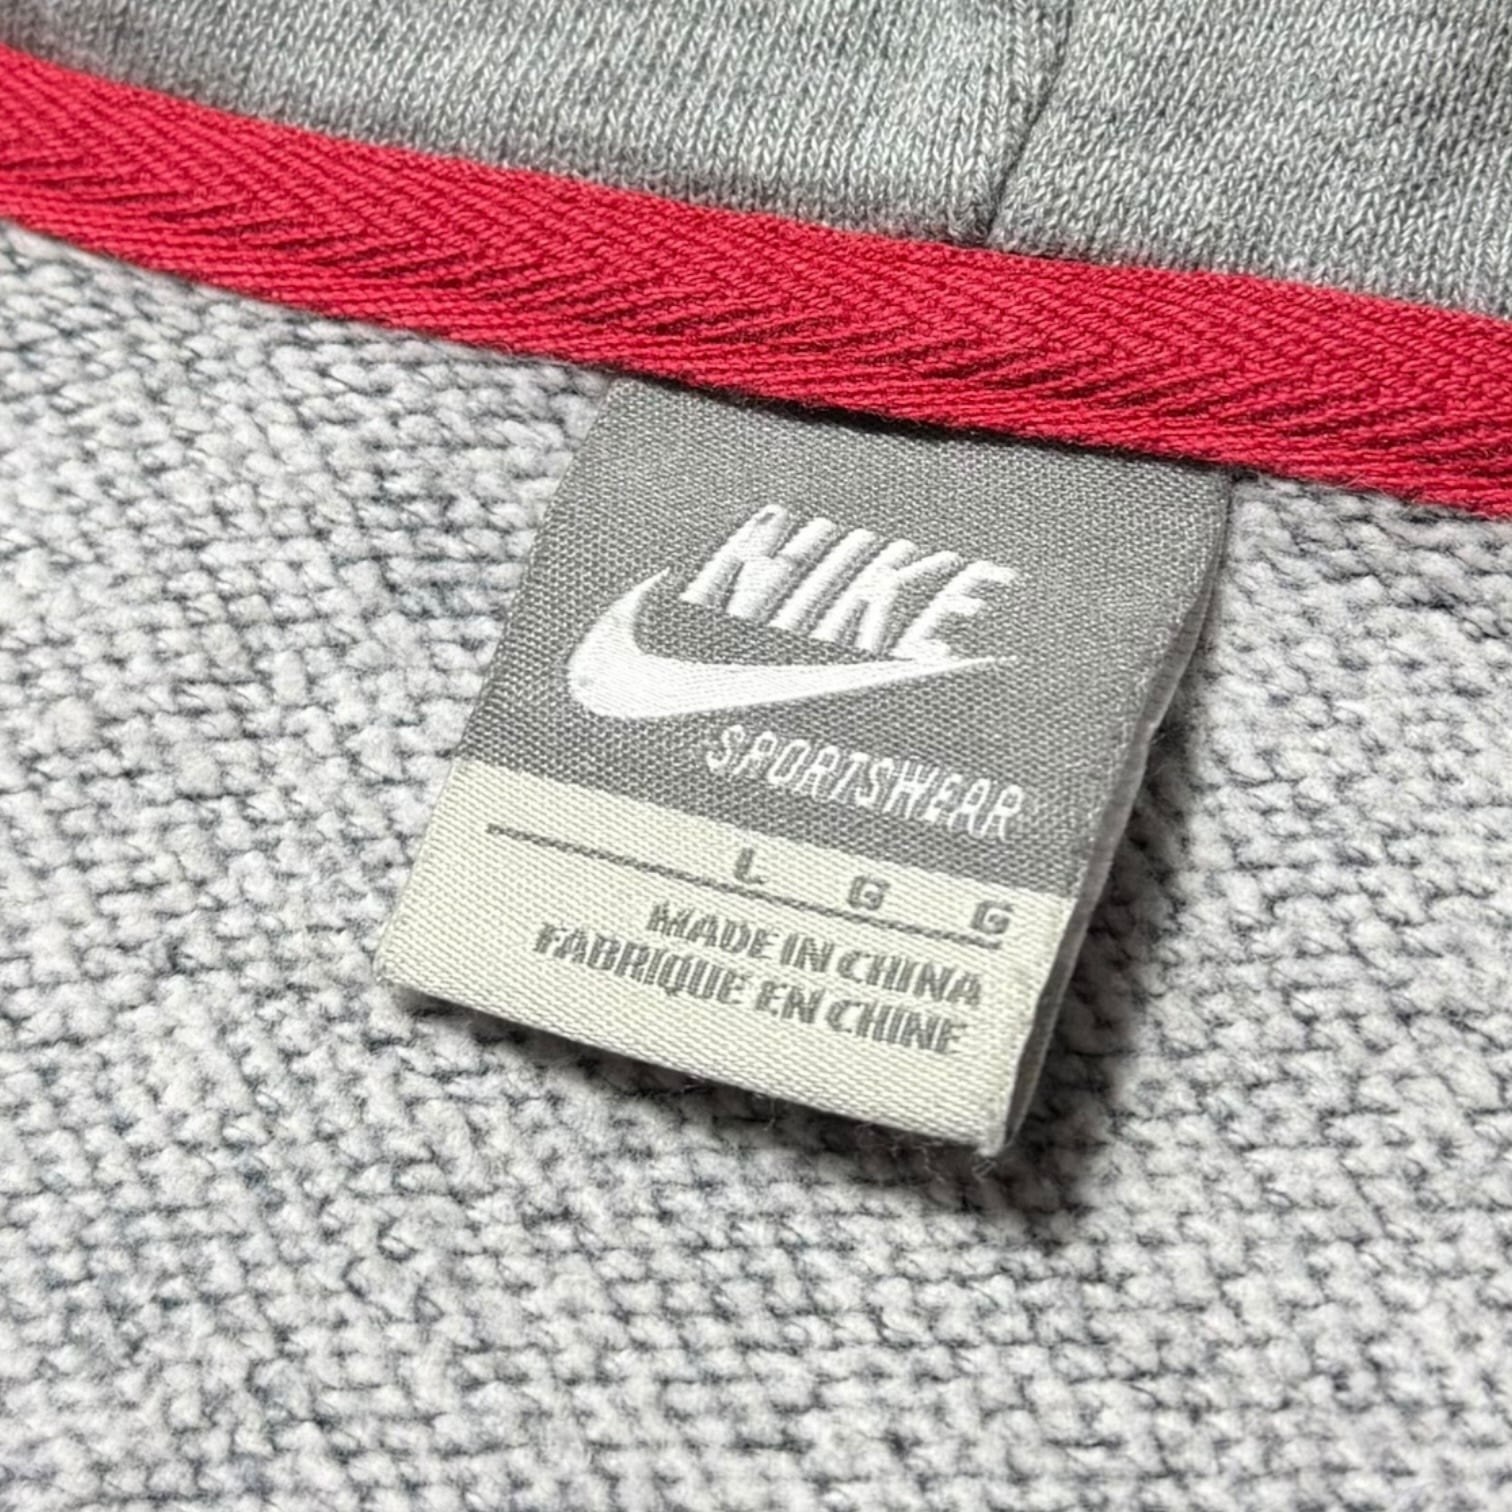 NIKE
SPORTSWEAR
L G G
MADE IN CHINA
FABRIQUE EN CHINE